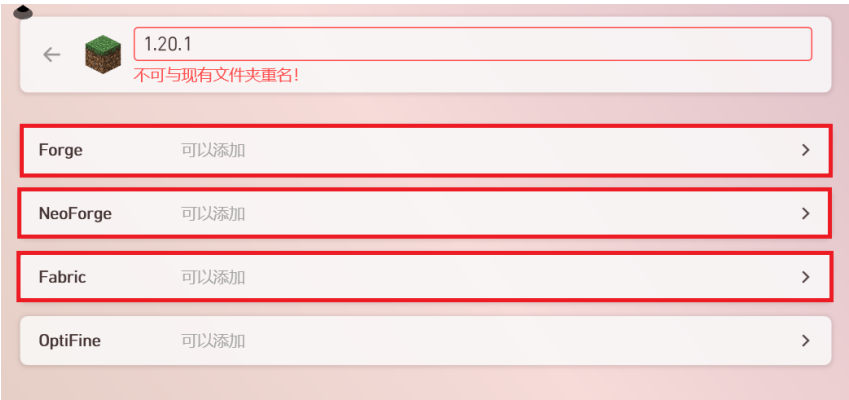 1.20.1
不可与现有文件夹重名！
Forge 可以添加
NeoForge 可以添加
Fabric 可以添加
OptiFine 可以添加